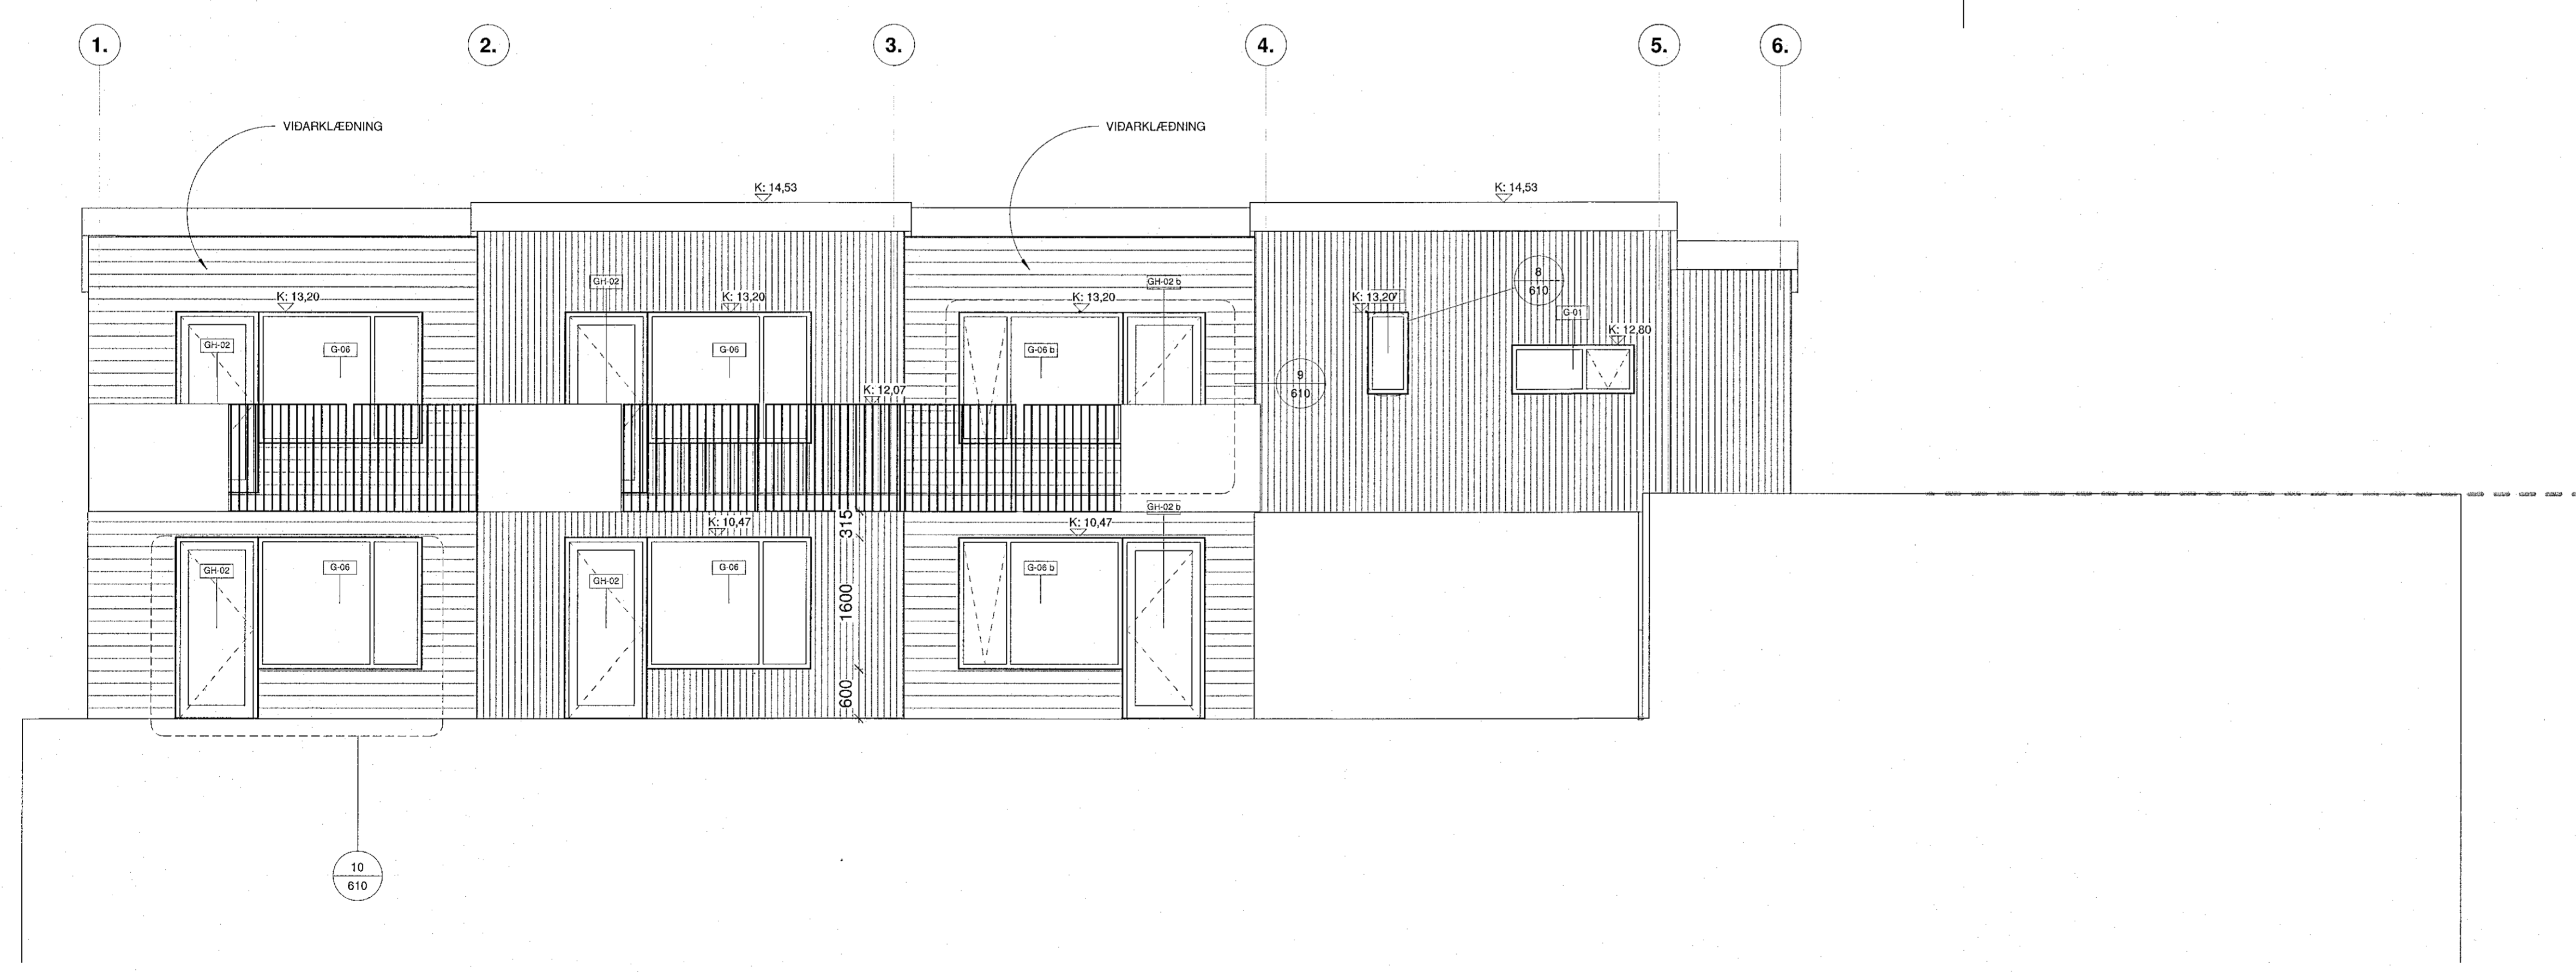 1.
2.
3.
4.
5.
6.
VIÐARKLÆÐNING
VIÐARKLÆÐNING
K: 14,53
K: 14,53
GH-02
GH-02 b
8
610
K: 13,20
K: 13,20
K: 13,20
K: 13,20
G-01
K: 12,80
GH-02
G-06
G-06
G-06 b
9
610
K: 12,07
GH-02 b
K: 10,47
315
K: 10,47
GH-02
G-06
GH-02
G-06
G-06 b
1600
600
10
610